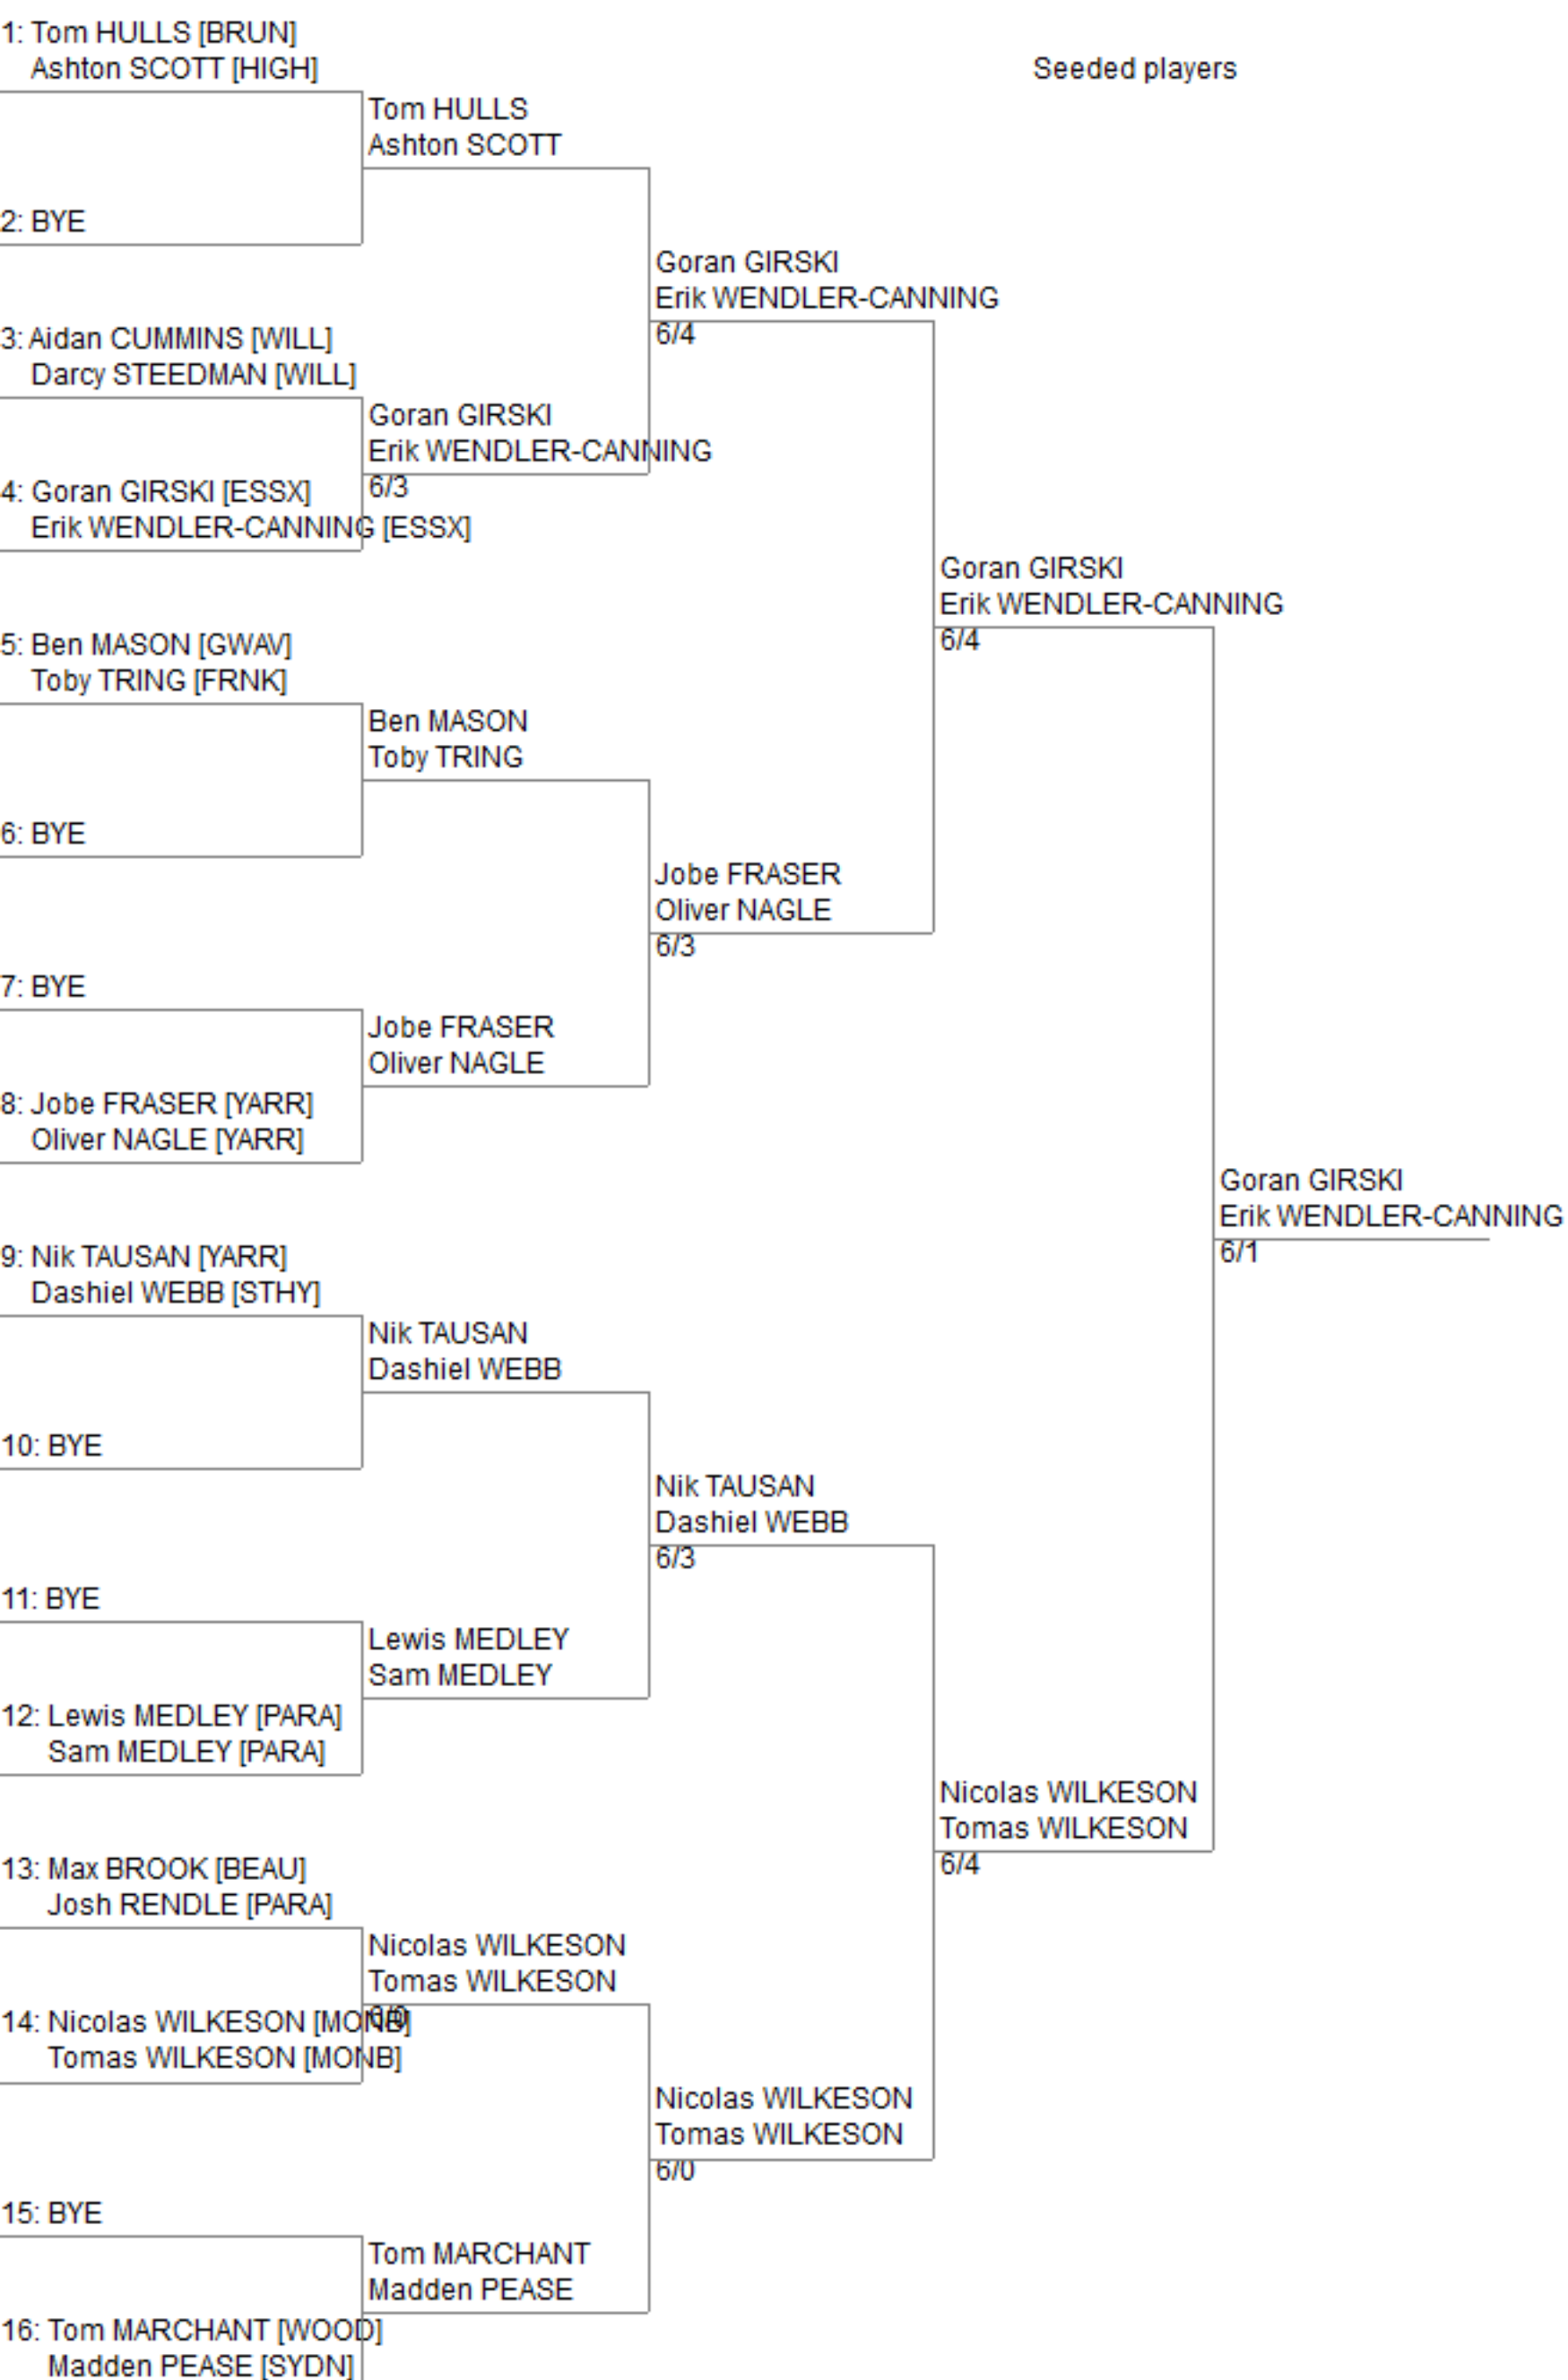 1: Tom HULLS [BRUN]
Ashton SCOTT [HIGH]
Seeded players
Tom HULLS
Ashton SCOTT
2: BYE
Goran GIRSKI
Erik WENDLER-CANNING
6/4
3: Aidan CUMMINS [WILL]
Darcy STEEDMAN [WILL]
Goran GIRSKI
Erik WENDLER-CANNING
6/3
4: Goran GIRSKI [ESSX]
Erik WENDLER-CANNING [ESSX]
Goran GIRSKI
Erik WENDLER-CANNING
6/4
5: Ben MASON [GWAV]
Toby TRING [FRNK]
Ben MASON
Toby TRING
6: BYE
Jobe FRASER
Oliver NAGLE
6/3
7: BYE
Jobe FRASER
Oliver NAGLE
8: Jobe FRASER [YARR]
Oliver NAGLE [YARR]
Goran GIRSKI
Erik WENDLER-CANNING
6/1
9: Nik TAUSAN [YARR]
Dashiel WEBB [STHY]
Nik TAUSAN
Dashiel WEBB
10: BYE
Nik TAUSAN
Dashiel WEBB
6/3
11: BYE
Lewis MEDLEY
Sam MEDLEY
12: Lewis MEDLEY [PARA]
Sam MEDLEY [PARA]
Nicolas WILKESON
Tomas WILKESON
6/4
13: Max BROOK [BEAU]
Josh RENDLE [PARA]
Nicolas WILKESON
Tomas WILKESON
14: Nicolas WILKESON [MONB]
Tomas WILKESON [MONB]
Nicolas WILKESON
Tomas WILKESON
6/0
15: BYE
Tom MARCHANT
Madden PEASE
16: Tom MARCHANT [WOOD]
Madden PEASE [SYDN]